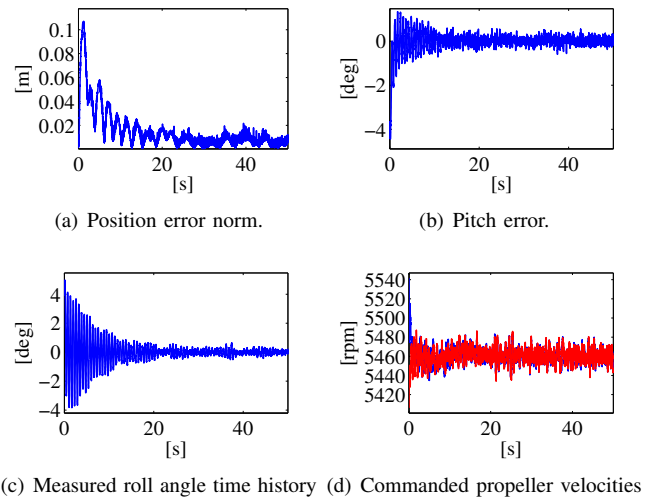 0.1
0.08
0.06
0.04
0.02
[m]
0 20 40
[s]
(a) Position error norm.
0
−2
−4
[deg]
0 20 40
[s]
(b) Pitch error.
4
2
0
−2
−4
[deg]
0 20 40
[s]
(c) Measured roll angle time history
5540
5520
5500
5480
5460
5440
5420
[rpm]
0 20 40
[s]
(d) Commanded propeller velocities